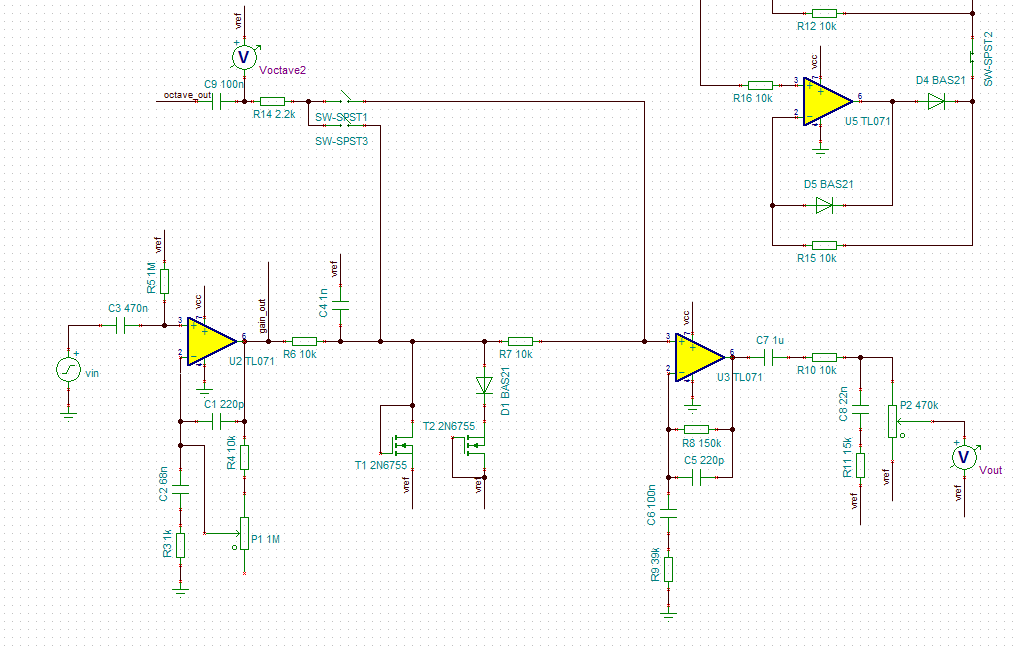 R12 10k
vref
SW-SPST2
Voctave2
vcc
D4 BAS21
C9 100n
octave_out
R14 2.2k
SW-SPST1
SW-SPST3
R16 10k
3
7
6
2
U5 TL071
D5 BAS21
R15 10k
vref
R5 1M
vref
C3 470n
vcc
gain_out
C4 1n
vcc
3
7
6
2
U2 TL071
R6 10k
R7 10k
3
7
6
2
U3 TL071
C7 1u
R10 10k
vin
D1 BAS21
C1 220p
C8 22n
P2 470k
T2 2N6755
R8 150k
R4 10k
T1 2N6755
C5 220p
R11 15k
Vout
C2 68n
vref
vref
vref
vref
vref
C6 100n
R3 1k
P1 1M
R9 39k